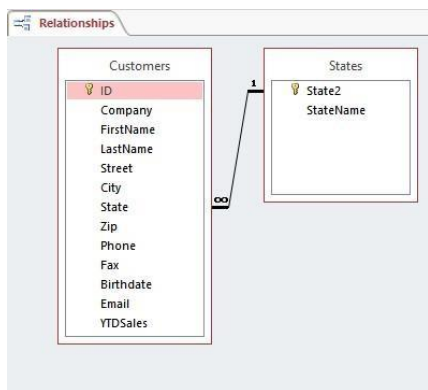 Relationships
Customers
ID
Company
FirstName
LastName
Street
City
State
Zip
Phone
Fax
Birthdate
Email
YTDSales
1
∞
States
State2
StateName